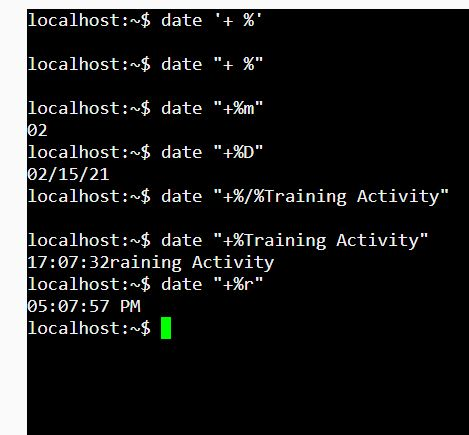 localhost:~$ date '+ %'
localhost:~$ date "+ %"
localhost:~$ date "+%m"
02
localhost:~$ date "+%D"
02/15/21
localhost:~$ date "+%/%Training Activity"
localhost:~$ date "+%Training Activity"
17:07:32raining Activity
localhost:~$ date "+%r"
05:07:57 PM
localhost:~$